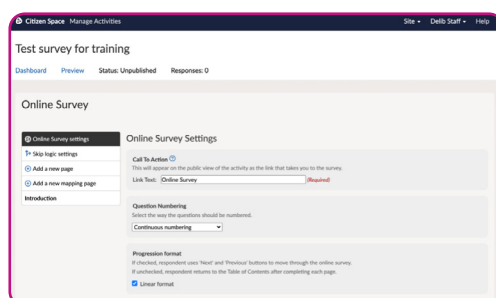 Citizen Space Manage Activities
Site Delib Staff Help
Test survey for training
Dashboard Preview Status: Unpublished Responses: 0
Online Survey
Online Survey settings
Skip logic settings
Add a new page
Add a new mapping page
Introduction
Online Survey Settings
Call To Action
This will appear on the public view of the activity as the link that takes you to the survey.
Link Text: Online Survey (Required)
Question Numbering
Select the way the questions should be numbered.
Continuous numbering
Progression format
If checked, respondent uses 'Next' and 'Previous' buttons to move through the online survey.
If unchecked, respondent returns to the Table of Contents after completing each page.
Linear format